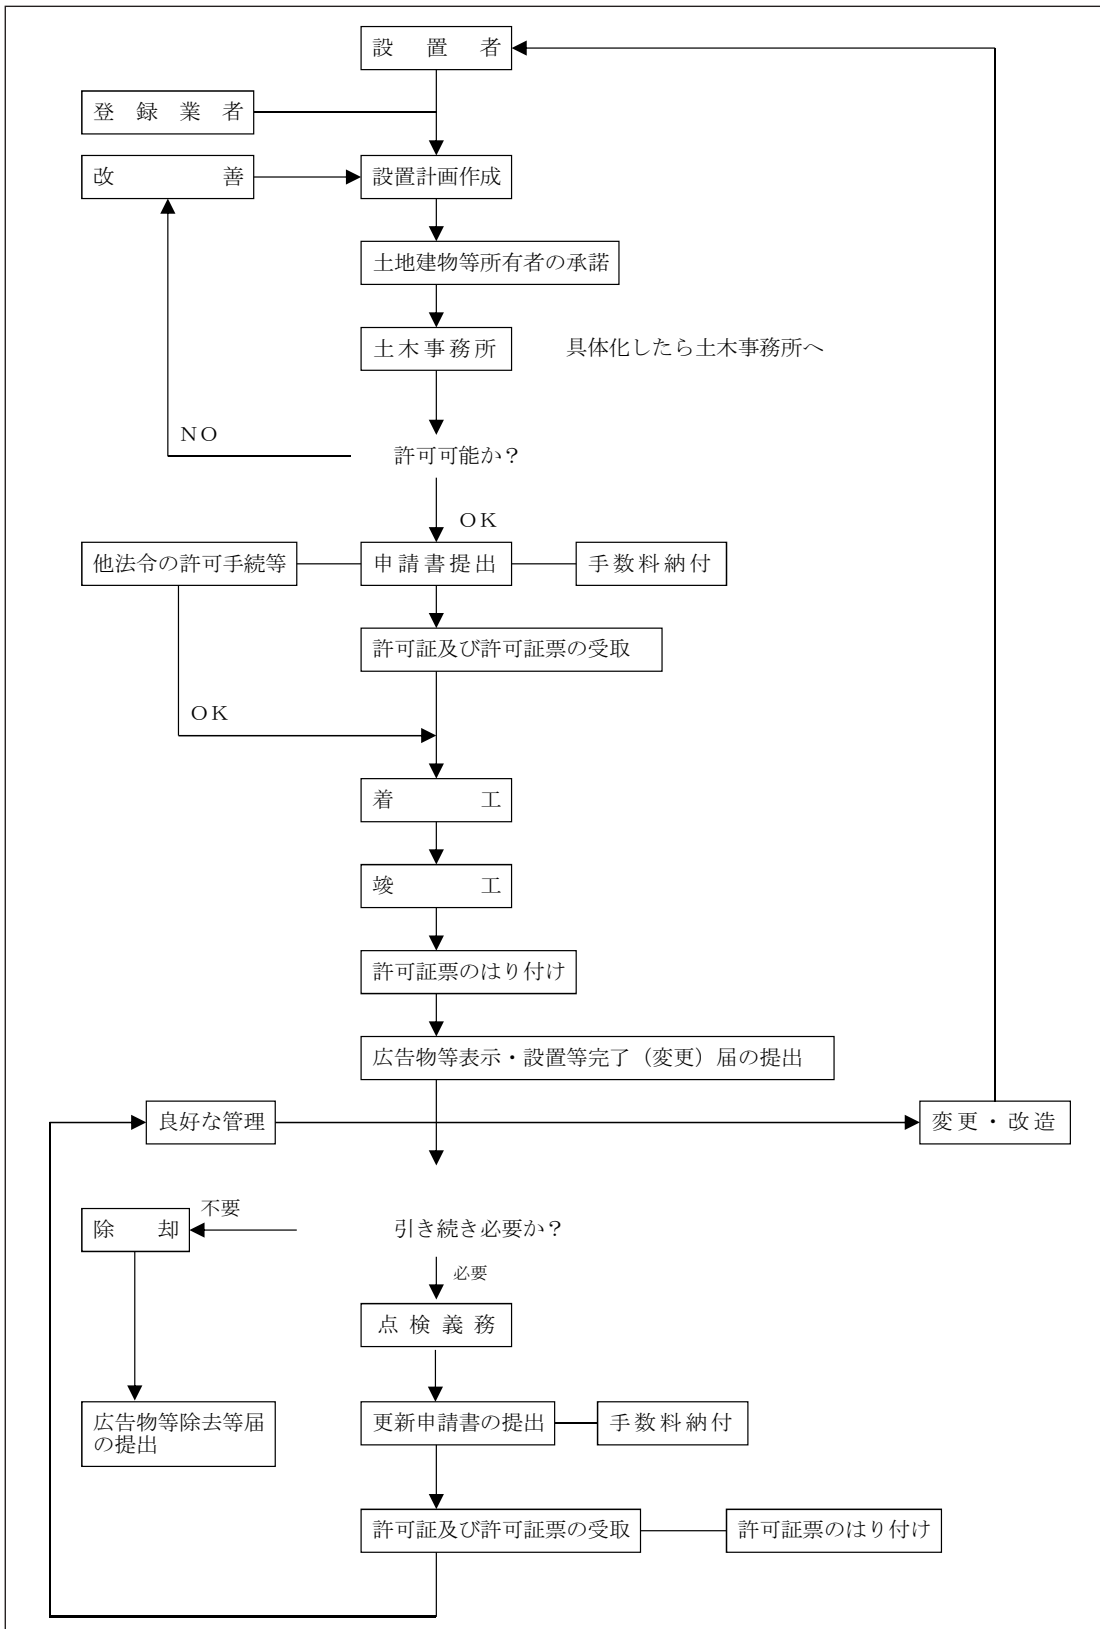 設置者
登録業者
改善
設置計画作成
土地建物等所有者の承諾
土木事務所
具体化したら土木事務所へ
NO
許可可能か？
OK
他法令の許可手続等
申請書提出
手数料納付
許可証及び許可証票の受取
OK
着工
竣工
許可証票のはり付け
広告物等表示・設置等完了（変更）届の提出
良好な管理
変更・改造
不要
除却
引き続き必要か？
必要
点検義務
広告物等除去等届
の提出
更新申請書の提出
手数料納付
許可証及び許可証票の受取
許可証票のはり付け